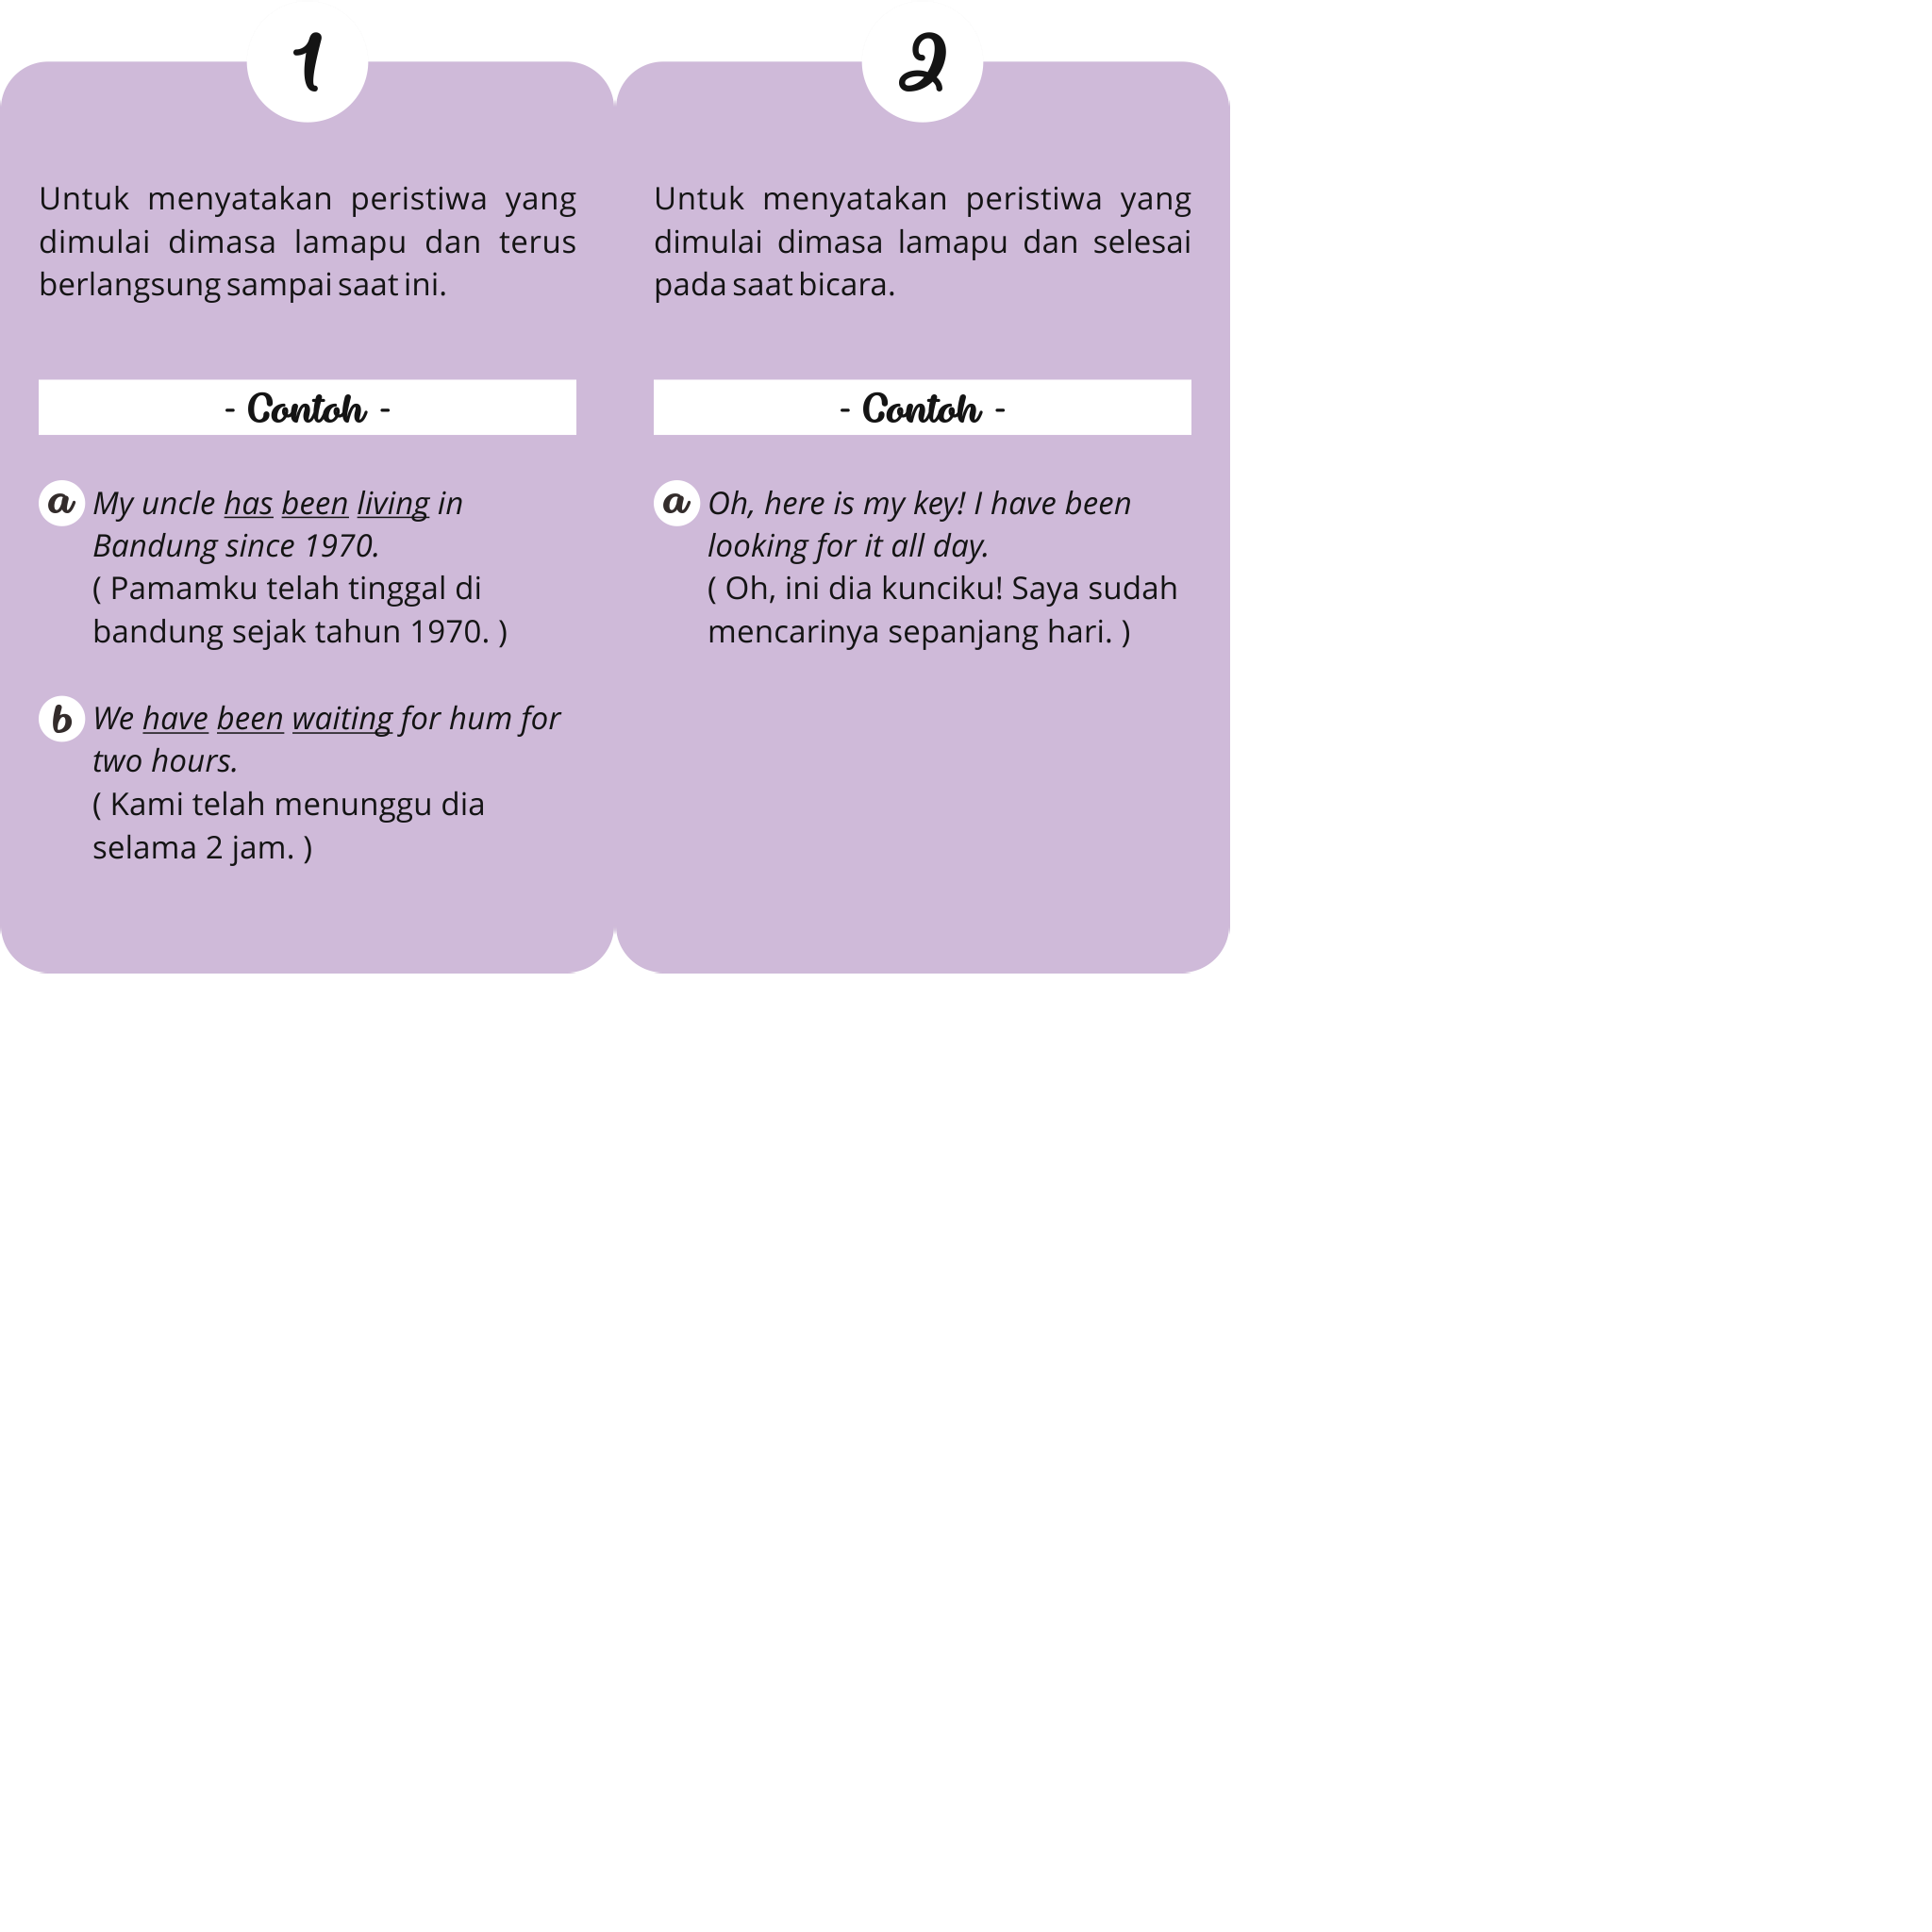 1
Untuk menyatakan peristiwa yang
dimulai dimasa lamapu dan terus
berlangsung sampai saat ini.
- Contoh -
a My uncle has been living in
Bandung since 1970.
( Pamamku telah tinggal di
bandung sejak tahun 1970. )
b We have been waiting for hum for
two hours.
( Kami telah menunggu dia
selama 2 jam. )
2
Untuk menyatakan peristiwa yang
dimulai dimasa lamapu dan selesai
pada saat bicara.
- Contoh -
a Oh, here is my key! I have been
looking for it all day.
( Oh, ini dia kunciku! Saya sudah
mencarinya sepanjang hari. )